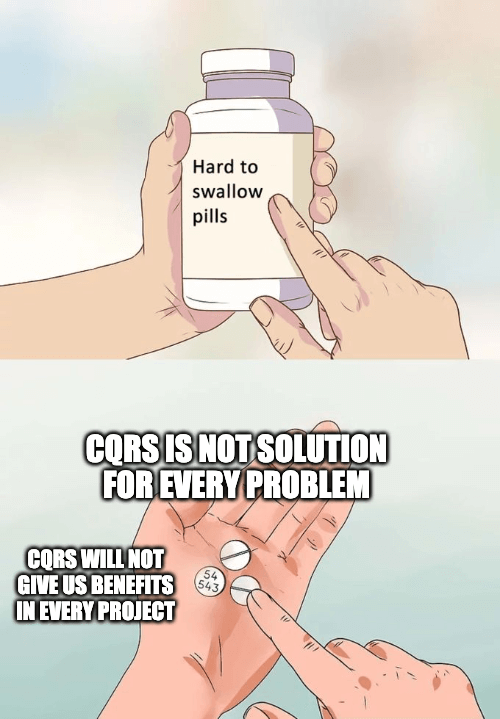 Hard to
swallow
pills
CQRS IS NOT SOLUTION
FOR EVERY PROBLEM
CQRS WILL NOT
GIVE US BENEFITS
IN EVERY PROJECT
54
543